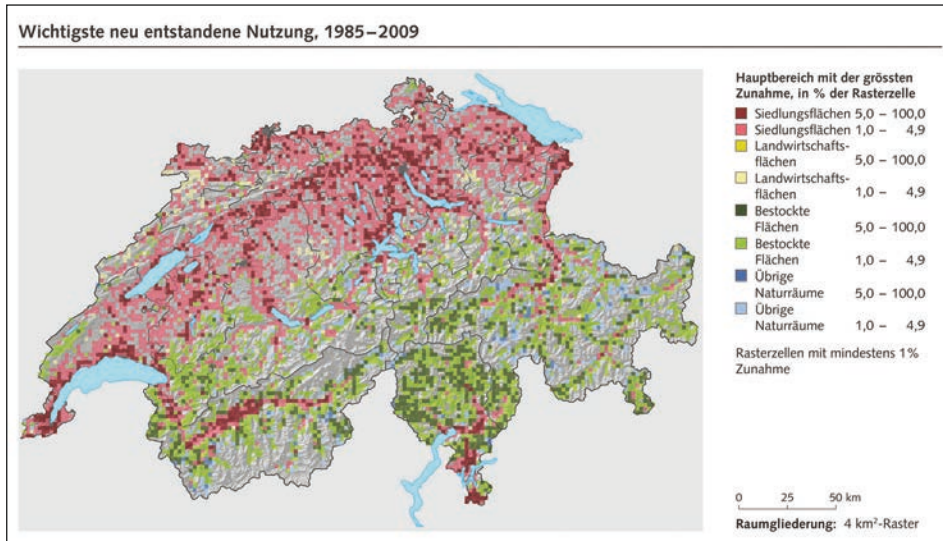 Wichtigste neu entstandene Nutzung, 1985–2009
Hauptbereich mit der grössten
Zunahme, in % der Rasterzelle
Siedlungsflächen 5,0 – 100,0
Siedlungsflächen 1,0 – 4,9
Landwirtschafts-
flächen 5,0 – 100,0
Landwirtschafts-
flächen 1,0 – 4,9
Bestockte
Flächen 5,0 – 100,0
Bestockte
Flächen 1,0 – 4,9
Übrige
Naturräume 5,0 – 100,0
Übrige
Naturräume 1,0 – 4,9
Rasterzellen mit mindestens 1%
Zunahme
0 25 50 km
Raumgliederung: 4 km²-Raster